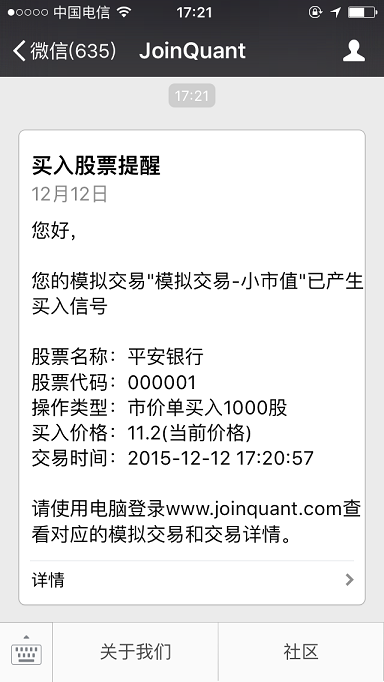 中国电信 17:21
微信(635) JoinQuant
17:21
买入股票提醒
12月12日
您好，
您的模拟交易"模拟交易-小市值"已产生
买入信号
股票名称：平安银行
股票代码：000001
操作类型：市价单买入1000股
买入价格：11.2(当前价格)
交易时间：2015-12-12 17:20:57
请使用电脑登录www.joinquant.com查
看对应的模拟交易和交易详情。
详情
关于我们 社区